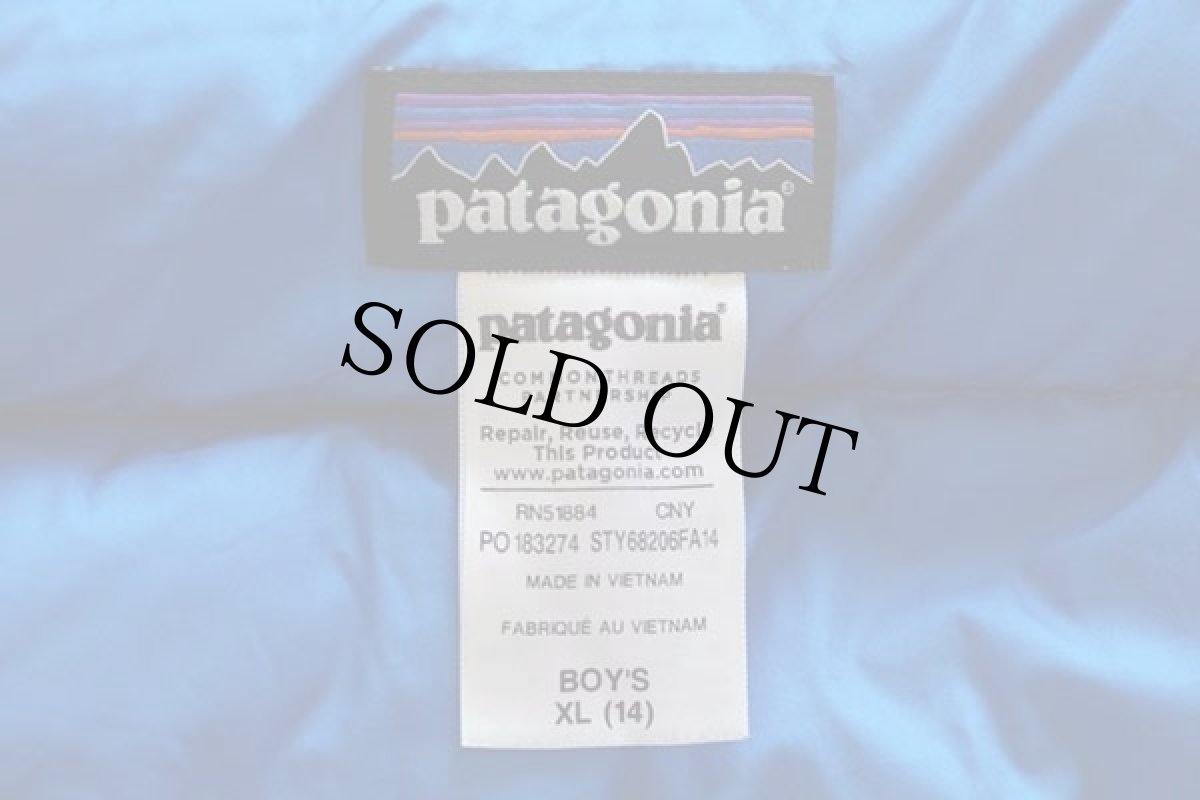 patagonia®
patagonia®
COMMON THREADS
PARTNERSHIP
Repair, Reuse, Recycle
This Product
www.patagonia.com
RN51884 CNY
PO 183274 STY68206FA14
MADE IN VIETNAM
FABRIQUÉ AU VIETNAM
BOY'S
XL (14)
SOLD OUT